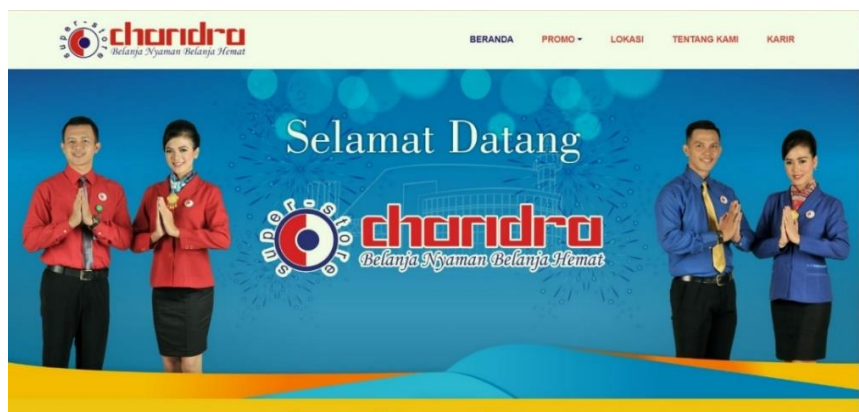 super-store
chandra
Belanja Nyaman Belanja Hemat
BERANDA PROMO LOKASI TENTANG KAMI KARIR
Selamat Datang
super-store
chandra
Belanja Nyaman Belanja Hemat